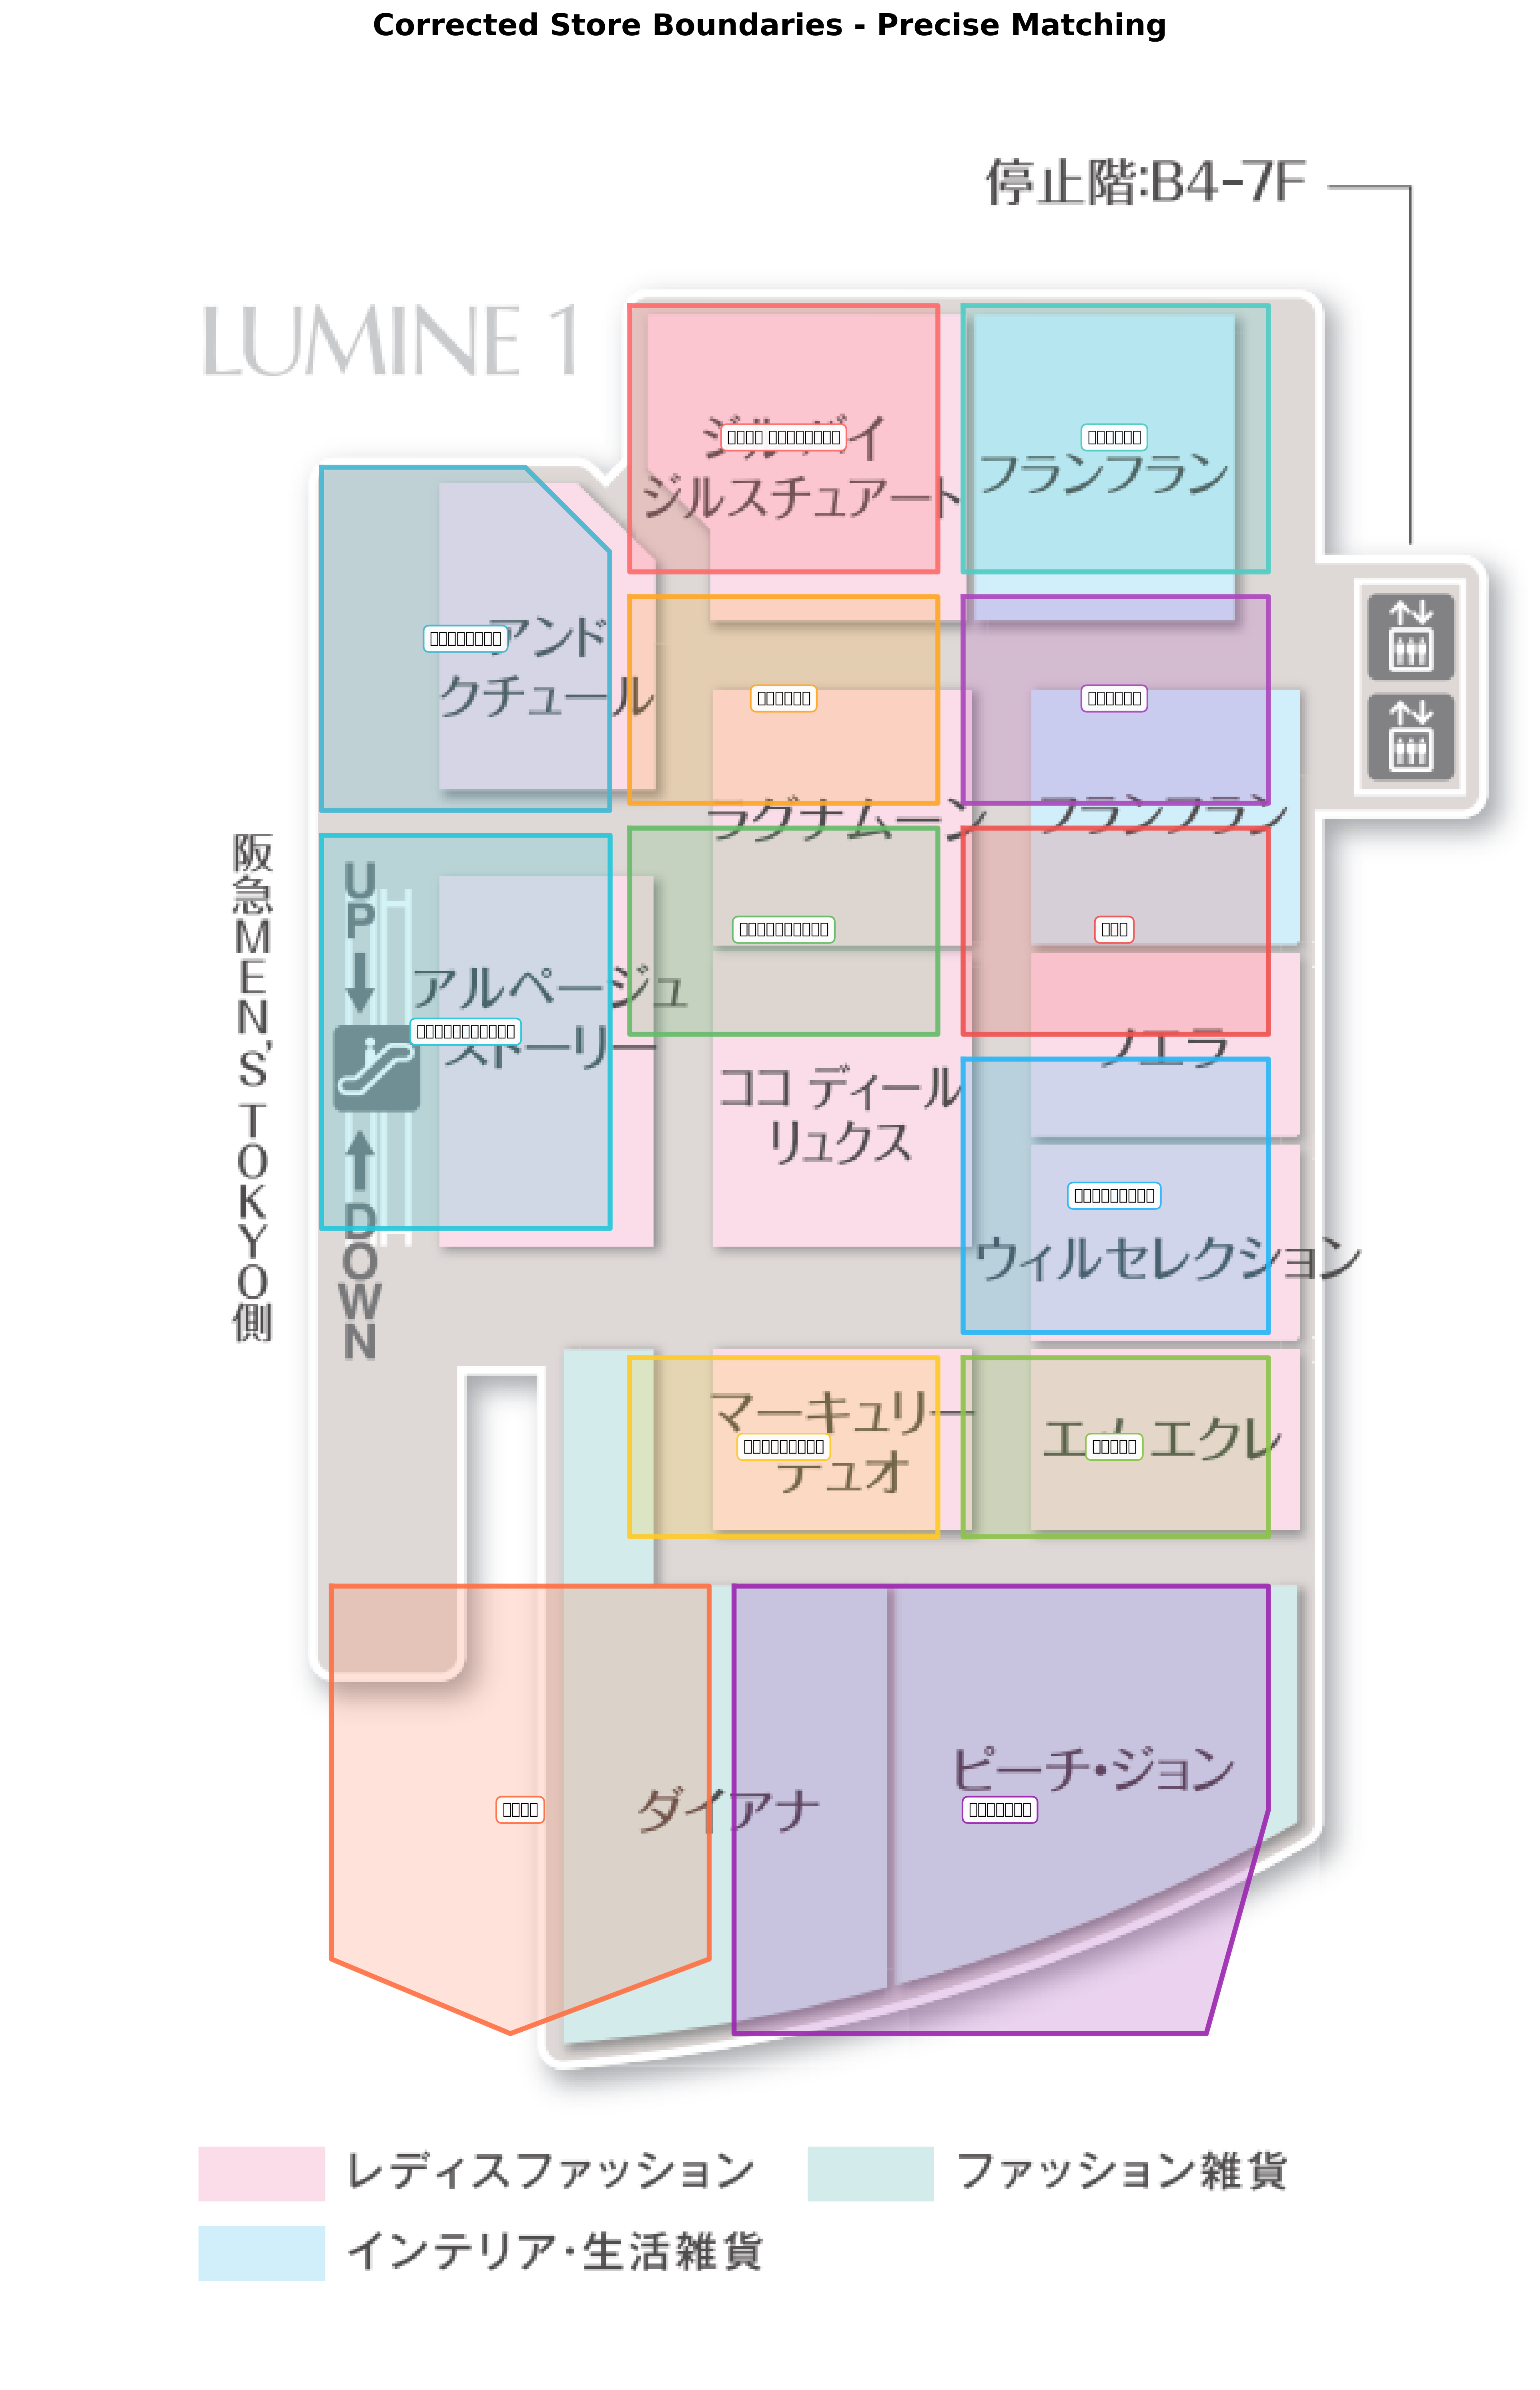 Corrected Store Boundaries - Precise Matching
停止階:B4-7F
LUMINE 1
ジル バイ
ジルスチュアート
フランフラン
アンド
クチュール
ラグナムーン
フランフラン
阪急MEN'S TOKYO側
UP
アルページュ
ストーリー
ノエラ
ココ ディール
リュクス
DOWN
ウィルセレクション
マーキュリー
デュオ
エメ エクレ
ピーチ・ジョン
ダイアナ
レディスファッション
ファッション雑貨
インテリア・生活雑貨